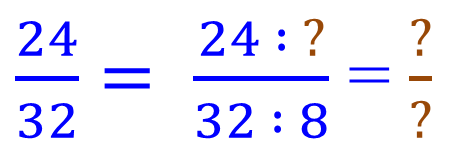 24/32 = 24 : ?/32 : 8 = ?/?